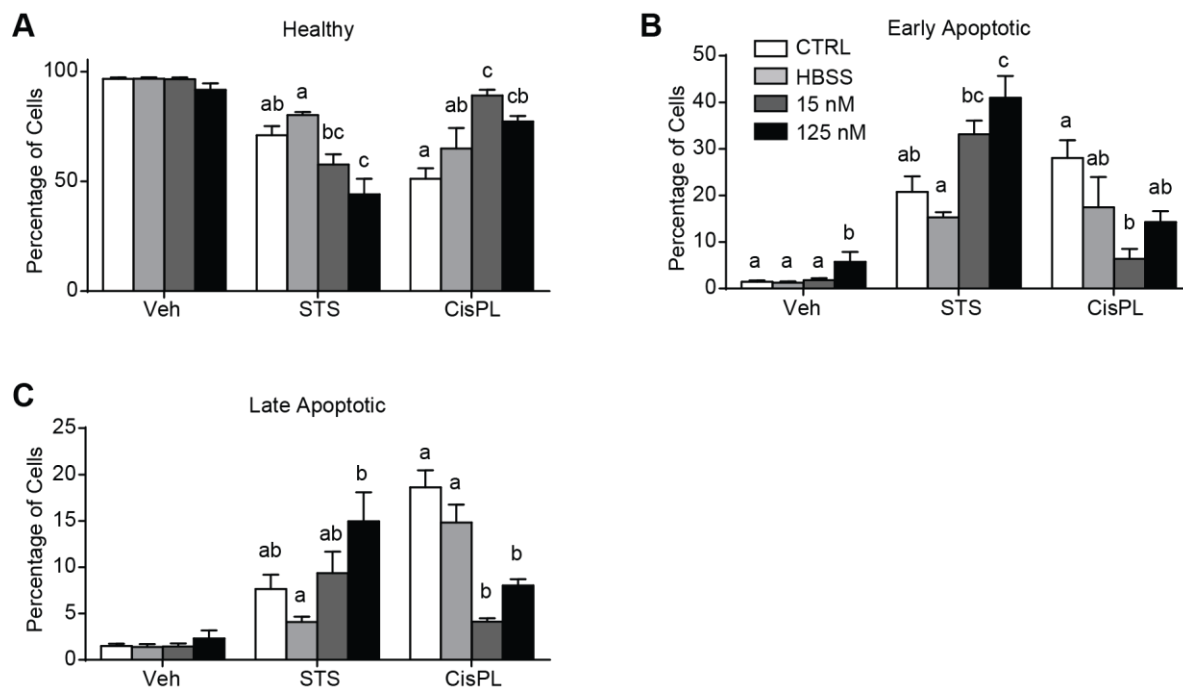 A
Healthy
Percentage of Cells
100
50
0
ab
a
bc
c
a
ab
c
cb
Veh
STS
CisPL
B
Early Apoptotic
Percentage of Cells
50
40
30
20
10
0
CTRL
HBSS
15 nM
125 nM
a
a
a
b
ab
a
bc
c
a
ab
b
ab
Veh
STS
CisPL
C
Late Apoptotic
Percentage of Cells
25
20
15
10
5
0
ab
a
ab
b
a
a
b
b
Veh
STS
CisPL